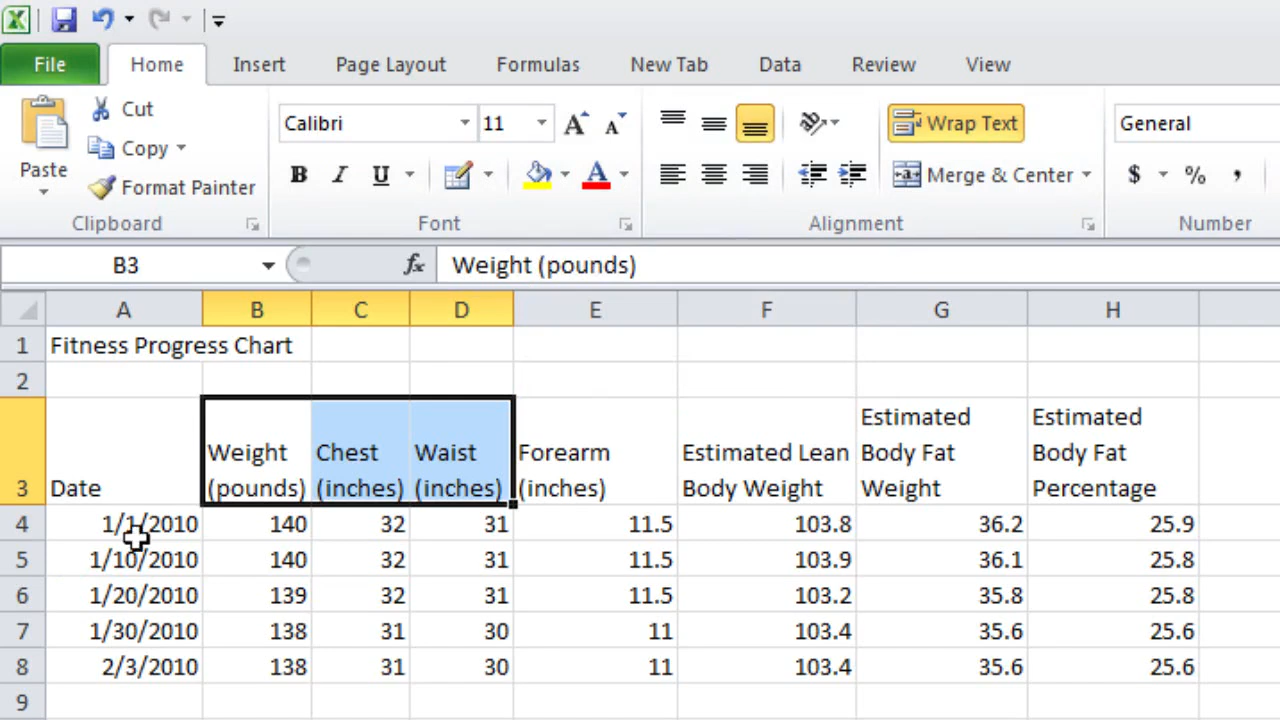 File Home Insert Page Layout Formulas New Tab Data Review View
Cut
Copy
Paste
Format Painter
Clipboard
Calibri 11
B I U
Font
Wrap Text
Merge & Center
Alignment
General
$ % ,
Number
B3 fx Weight (pounds)
A B C D E F G H
1 Fitness Progress Chart
2
Estimated Estimated
Weight Chest Waist Forearm Estimated Lean Body Fat Body Fat
3 Date (pounds) (inches) (inches) (inches) Body Weight Weight Percentage
4 1/1/2010 140 32 31 11.5 103.8 36.2 25.9
5 1/10/2010 140 32 31 11.5 103.9 36.1 25.8
6 1/20/2010 139 32 31 11.5 103.2 35.8 25.8
7 1/30/2010 138 31 30 11 103.4 35.6 25.6
8 2/3/2010 138 31 30 11 103.4 35.6 25.6
9